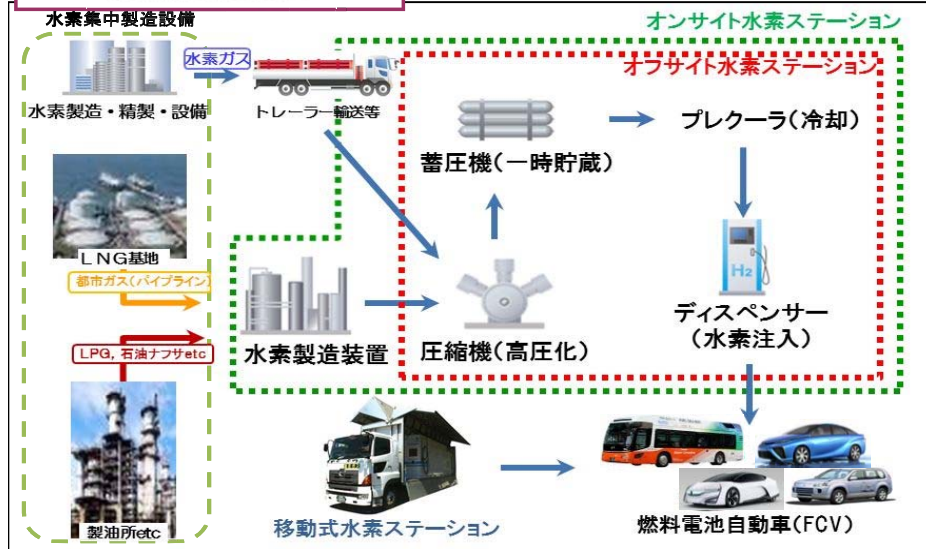 水素集中製造設備
オンサイト水素ステーション
水素ガス
オフサイト水素ステーション
水素製造・精製・設備
トレーラー輸送等
プレクーラ(冷却)
蓄圧機(一時貯蔵)
LNG基地
都市ガス(パイプライン)
H2
ディスペンサー
(水素注入)
LPG, 石油ナフサetc
水素製造装置
圧縮機(高圧化)
製油所etc
移動式水素ステーション
燃料電池自動車(FCV)